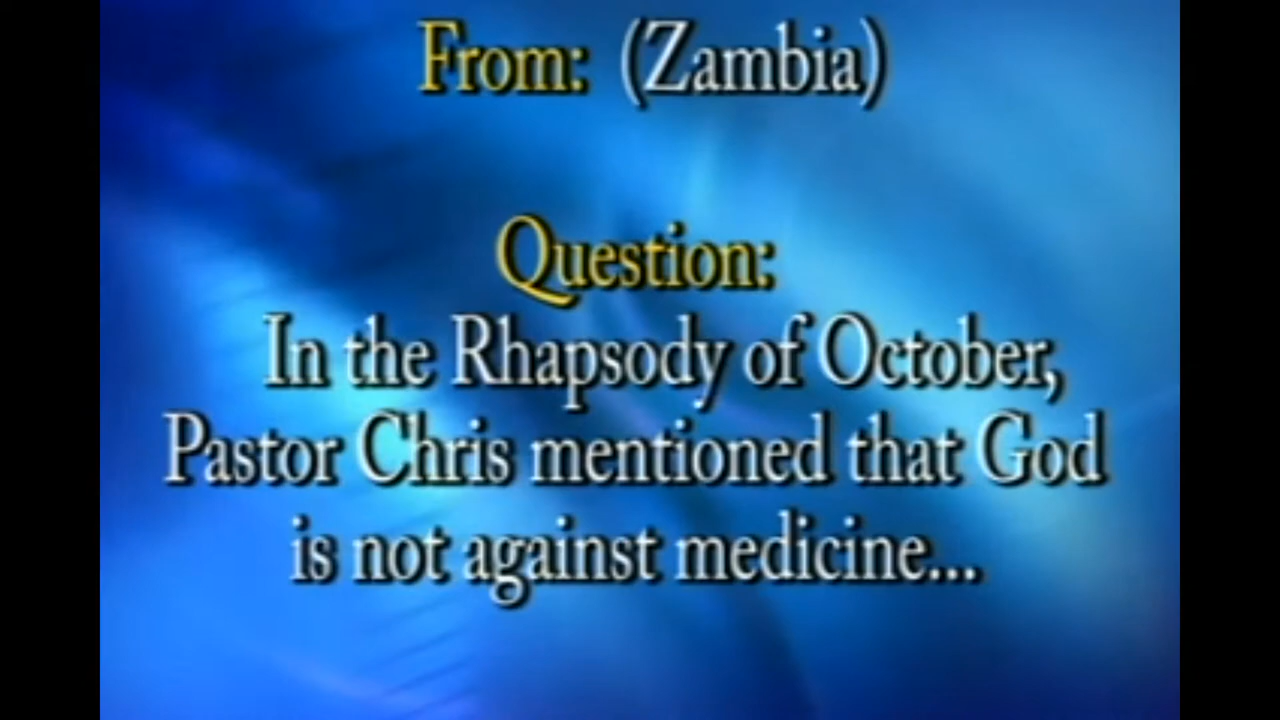 From: (Zambia)
Question:
In the Rhapsody of October,
Pastor Chris mentioned that God
is not against medicine...